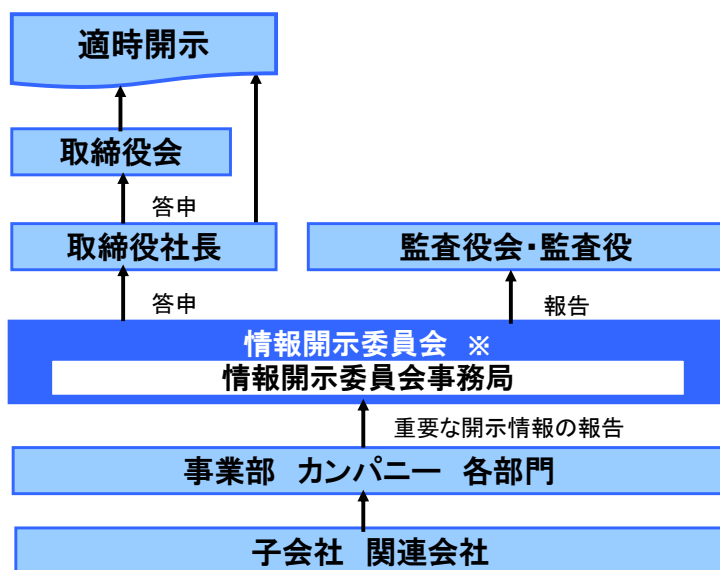 適時開示
取締役会
答申
取締役社長
監査役会・監査役
答申
報告
情報開示委員会 ※
情報開示委員会事務局
重要な開示情報の報告
事業部 カンパニー 各部門
子会社 関連会社